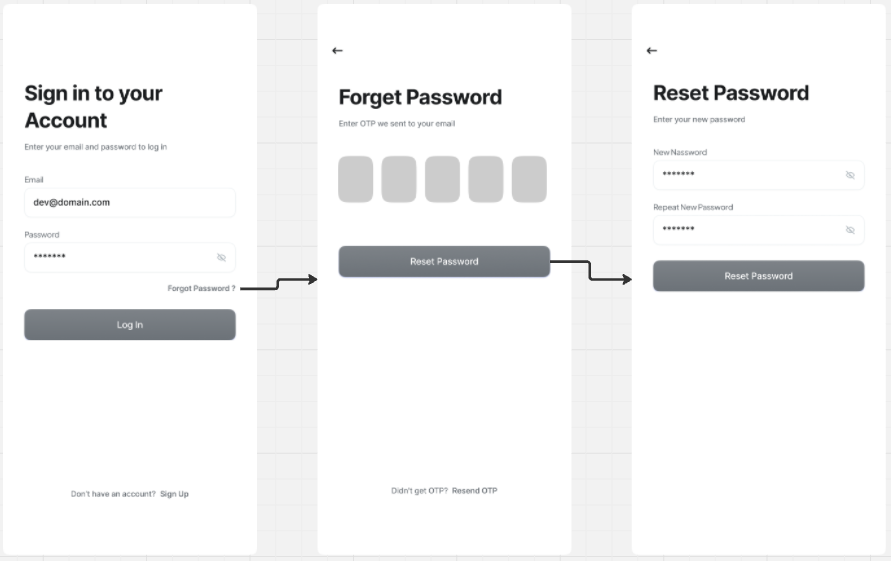 Sign in to your
Account
Enter your email and password to log in
Email
dev@domain.com
Password
*******
Forgot Password ?
Log In
Don't have an account? Sign Up
Forget Password
Enter OTP we sent to your email
Reset Password
Didn't get OTP? Resend OTP
Reset Password
Enter your new password
New Nassword
*******
Repeat New Password
*******
Reset Password